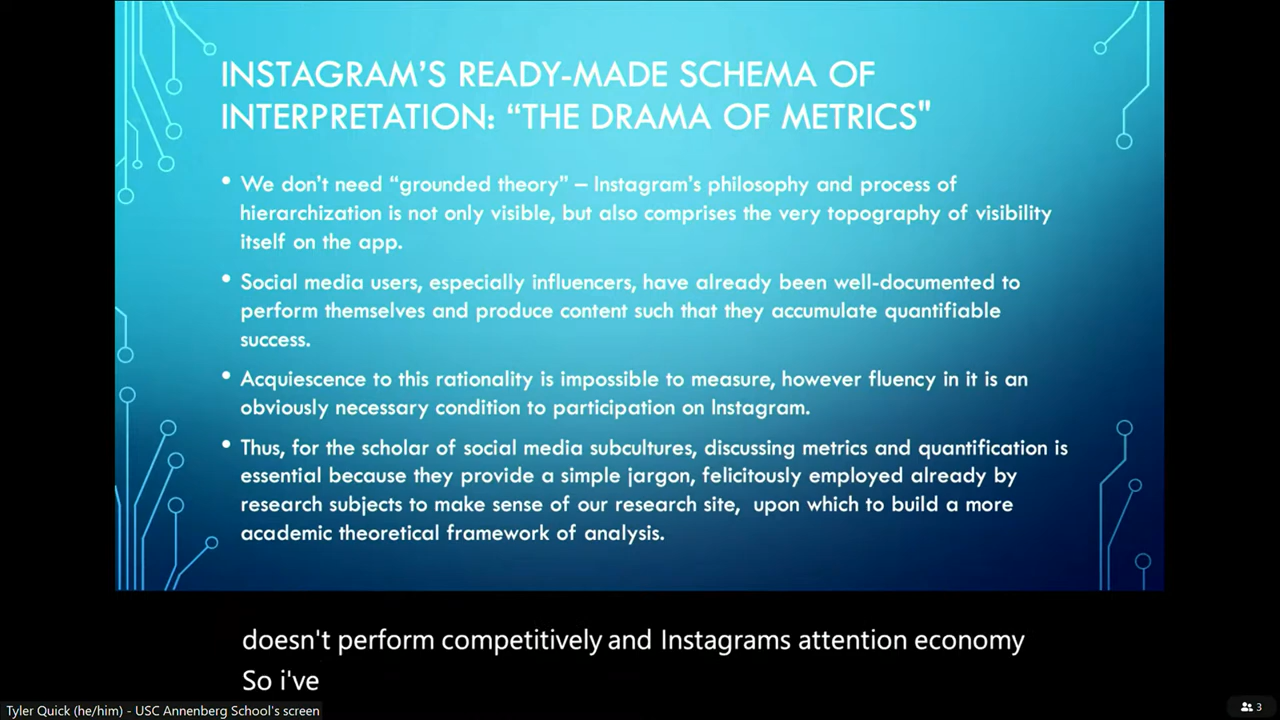 INSTAGRAM'S READY-MADE SCHEMA OF
INTERPRETATION: “THE DRAMA OF METRICS"
• We don't need “grounded theory” – Instagram's philosophy and process of
hierarchization is not only visible, but also comprises the very topography of visibility
itself on the app.
• Social media users, especially influencers, have already been well-documented to
perform themselves and produce content such that they accumulate quantifiable
success.
• Acquiescence to this rationality is impossible to measure, however fluency in it is an
obviously necessary condition to participation on Instagram.
• Thus, for the scholar of social media subcultures, discussing metrics and quantification is
essential because they provide a simple jargon, felicitously employed already by
research subjects to make sense of our research site,  upon which to build a more
academic theoretical framework of analysis.
doesn't perform competitively and Instagrams attention economy
So i've
Tyler Quick (he/him) - USC Annenberg School's screen
3